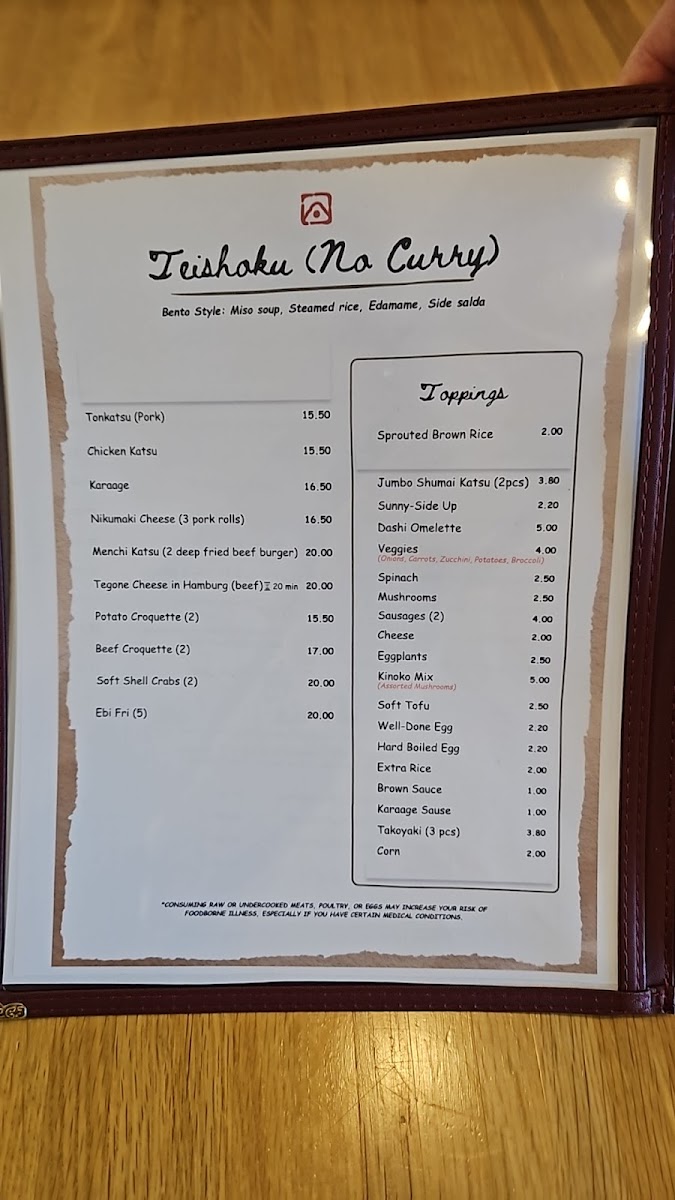 Teishoku (No Curry)
Bento Style: Miso soup, Steamed rice, Edamame, Side salda
Tonkatsu (Pork) 15.50
Chicken Katsu 15.50
Karaage 16.50
Nikumaki Cheese (3 pork rolls) 16.50
Menchi Katsu (2 deep fried beef burger) 20.00
Tegone Cheese in Hamburg (beef)⌛ 20 min 20.00
Potato Croquette (2) 15.50
Beef Croquette (2) 17.00
Soft Shell Crabs (2) 20.00
Ebi Fri (5) 20.00
Toppings
Sprouted Brown Rice 2.00
Jumbo Shumai Katsu (2pcs) 3.80
Sunny-Side Up 2.20
Dashi Omelette 5.00
Veggies 4.00
(Onions, Carrots, Zucchini, Potatoes, Broccoli)
Spinach 2.50
Mushrooms 2.50
Sausages (2) 4.00
Cheese 2.00
Eggplants 2.50
Kinoko Mix 5.00
(Assorted Mushrooms)
Soft Tofu 2.50
Well-Done Egg 2.20
Hard Boiled Egg 2.20
Extra Rice 2.00
Brown Sauce 1.00
Karaage Sause 1.00
Takoyaki (3 pcs) 3.80
Corn 2.00
*CONSUMING RAW OR UNDERCOOKED MEATS, POULTRY, OR EGGS MAY INCREASE YOUR RISK OF
FOODBORNE ILLNESS, ESPECIALLY IF YOU HAVE CERTAIN MEDICAL CONDITIONS.